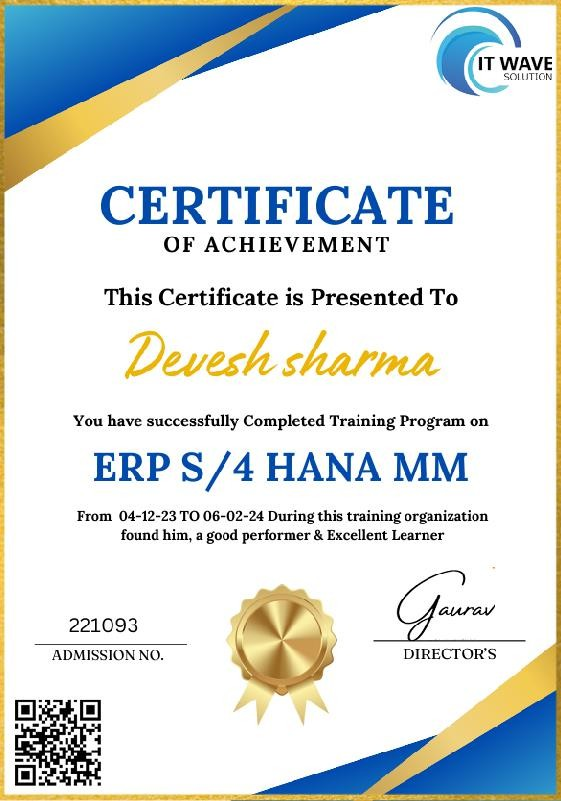 IT WAVE
SOLUTION
CERTIFICATE
OF ACHIEVEMENT
This Certificate is Presented To
Devesh sharma
You have successfully Completed Training Program on
ERP S/4 HANA MM
From 04-12-23 TO 06-02-24 During this training organization
found him, a good performer & Excellent Learner
221093
ADMISSION NO.
Gaurav
DIRECTOR'S